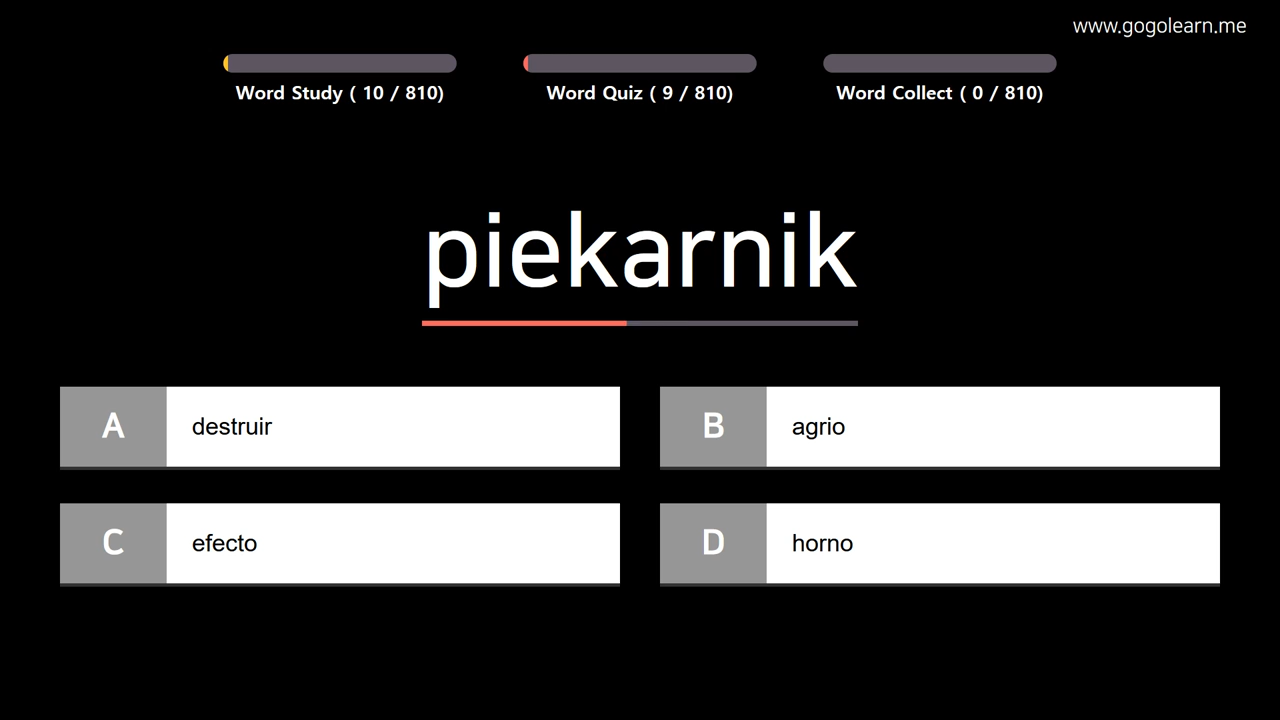 www.gogolearn.me
Word Study ( 10 / 810)
Word Quiz ( 9 / 810)
Word Collect ( 0 / 810)
piekarnik
A destruir
B agrio
C efecto
D horno